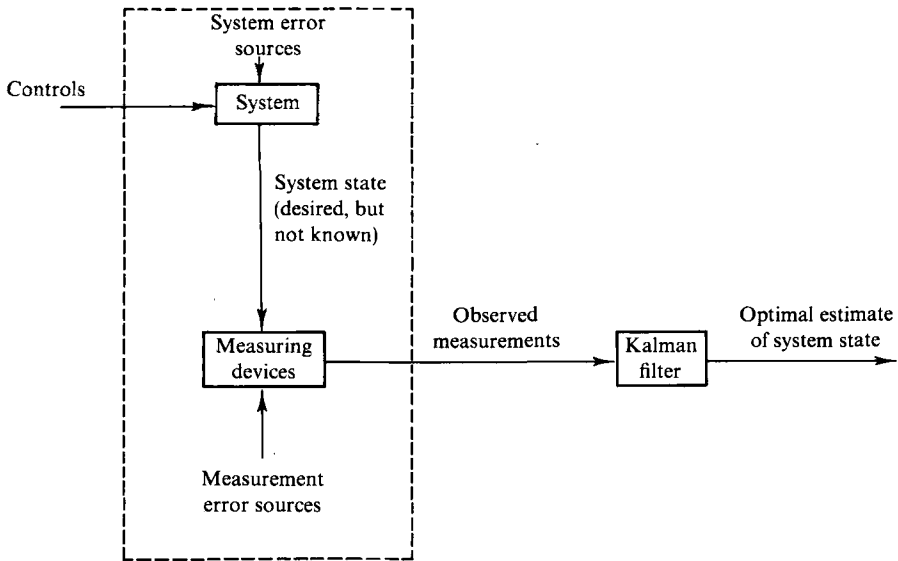 System error
sources
Controls
System
System state
(desired, but
not known)
Measuring
devices
Observed
measurements
Kalman
filter
Optimal estimate
of system state
Measurement
error sources